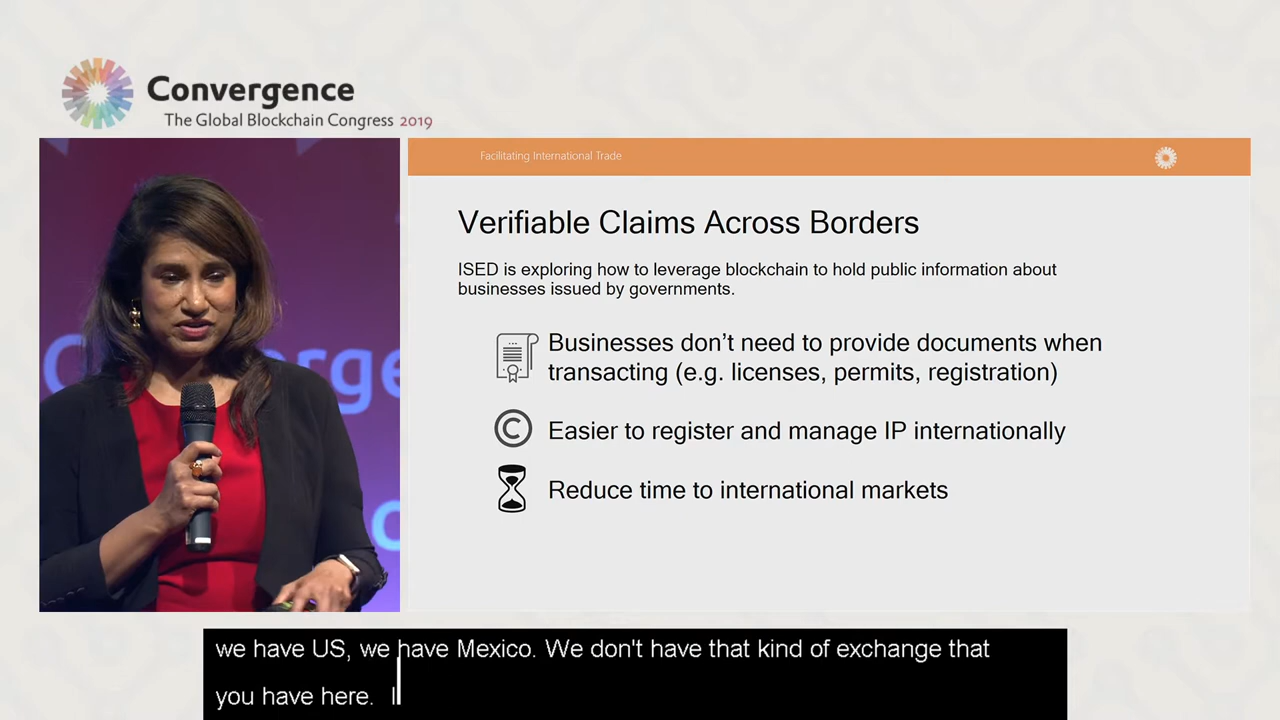 Convergence
The Global Blockchain Congress 2019
Facilitating International Trade
Verifiable Claims Across Borders
ISED is exploring how to leverage blockchain to hold public information about
businesses issued by governments.
Businesses don’t need to provide documents when
transacting (e.g. licenses, permits, registration)
Easier to register and manage IP internationally
Reduce time to international markets
we have US, we have Mexico. We don't have that kind of exchange that
you have here. I